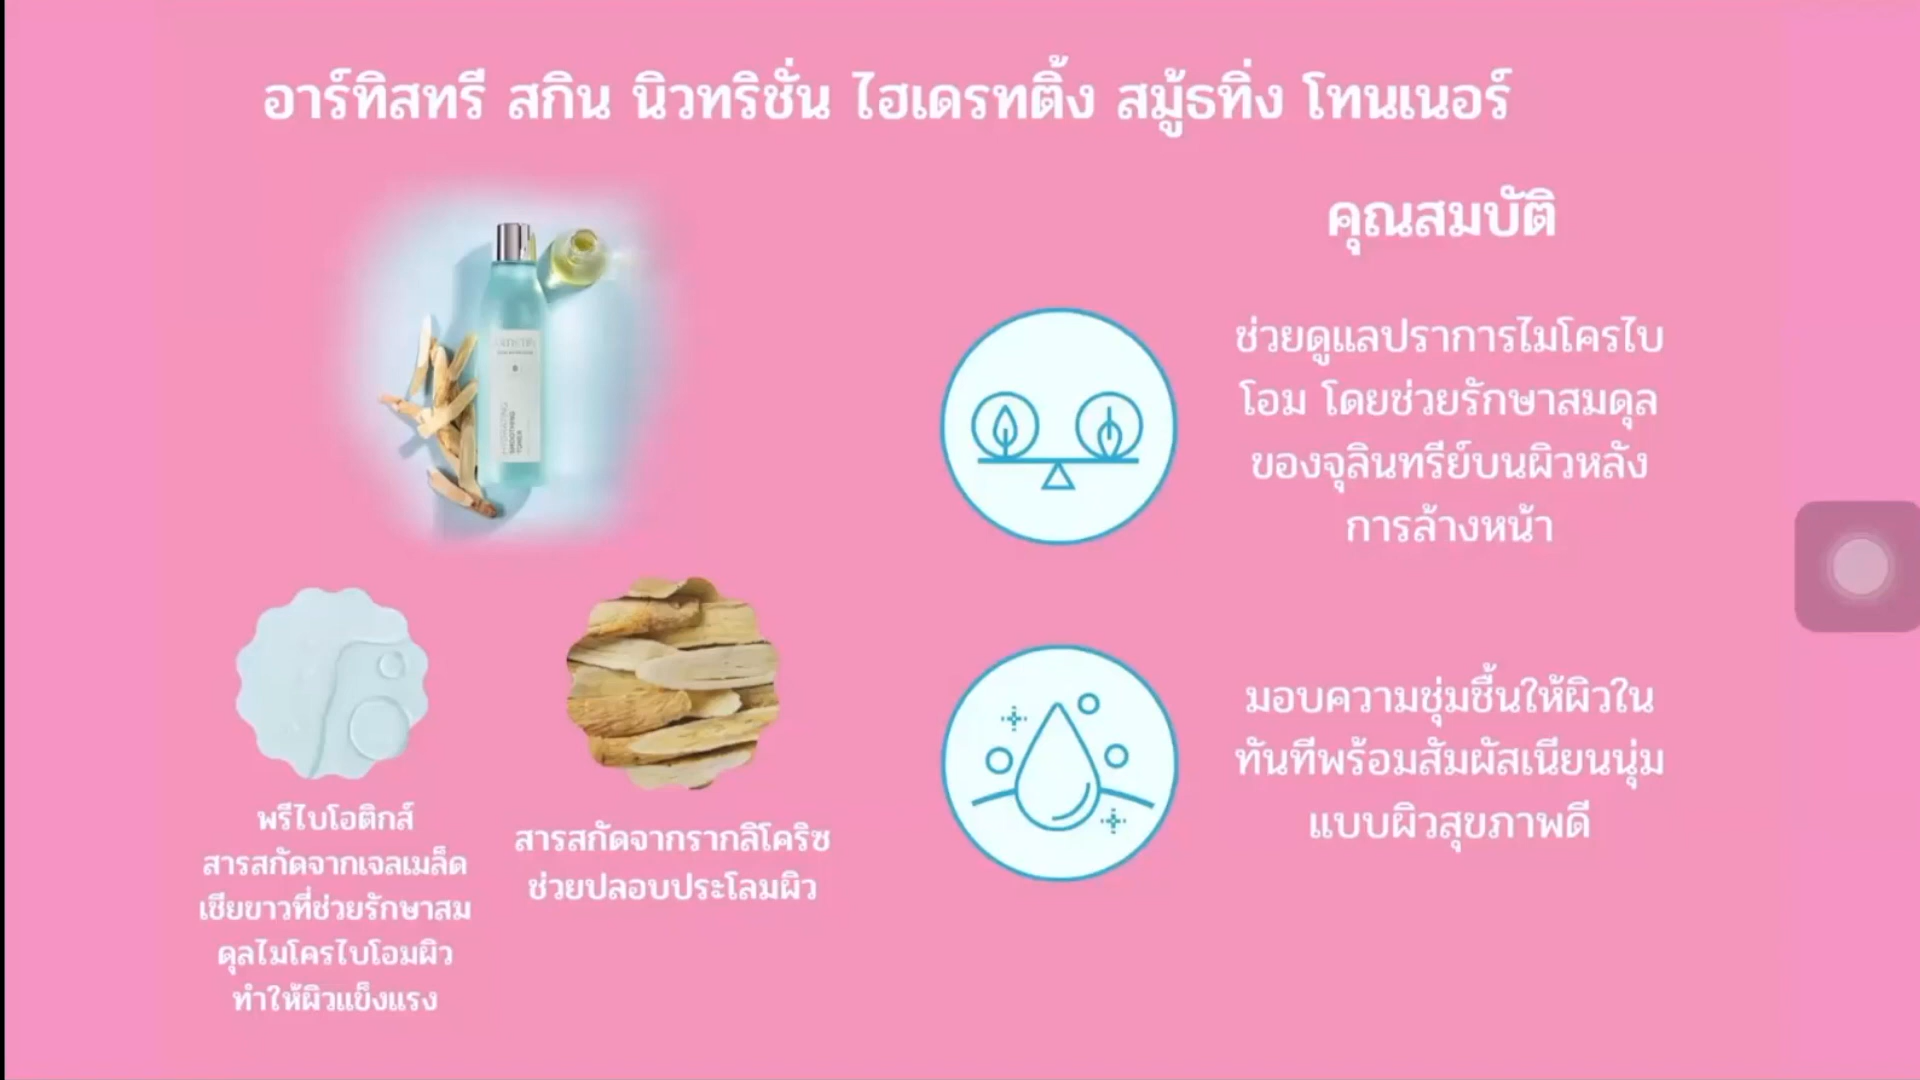 อาร์ทิสทรี สกิน นิวทริชั่น ไฮเดรทติ้ง สมู้ธทิ่ง โทนเนอร์
คุณสมบัติ
ช่วยดูแลปราการไมโครไบ
โอม โดยช่วยรักษาสมดุล
ของจุลินทรีย์บนผิวหลัง
การล้างหน้า
มอบความชุ่มชื้นให้ผิวใน
ทันทีพร้อมสัมผัสเนียนนุ่ม
แบบผิวสุขภาพดี
ARTISTRY
HYDRATING
SMOOTHING
TONER
พรีไบโอติกส์
สารสกัดจากเจลเมล็ด
เซียขาวที่ช่วยรักษาสม
ดุลไมโครไบโอมผิว
ทำให้ผิวแข็งแรง
สารสกัดจากรากลิโคริซ
ช่วยปลอบประโลมผิว